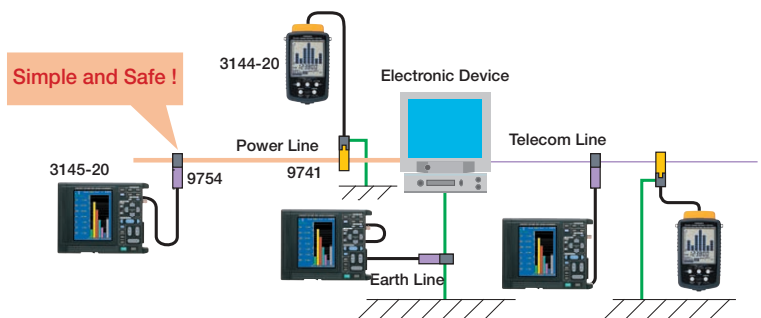 3144-20
Electronic Device
Simple and Safe !
Power Line
Telecom Line
3145-20
9754
9741
Earth Line